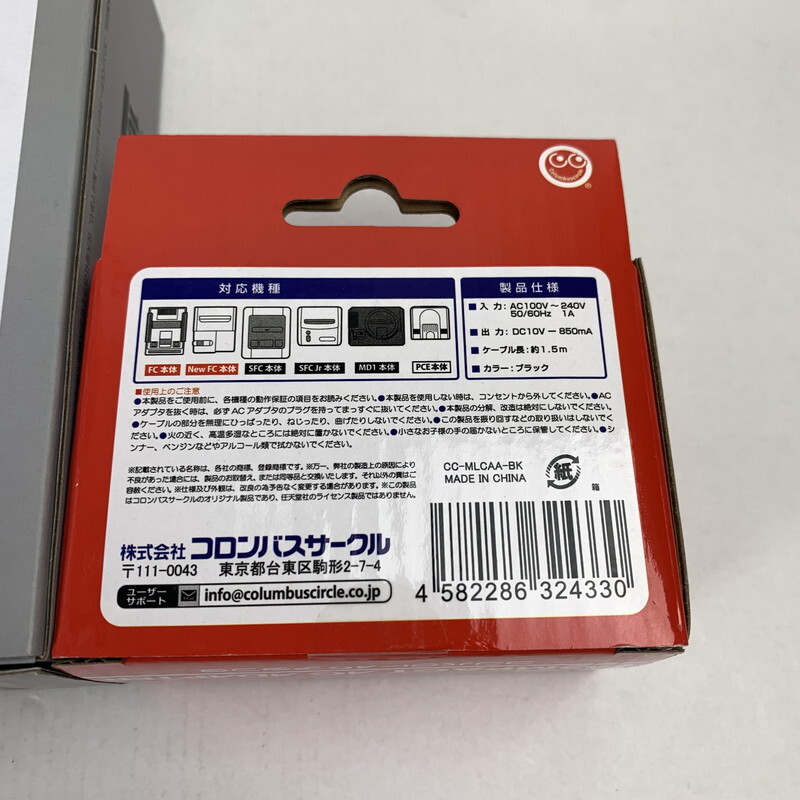 Columbuscircle
®
対応機種
FC 本体
New FC 本体
SFC 本体
SFC Jr 本体
MD1 本体
PCE 本体
製品仕様
■入力: AC100V〜240V
50/60Hz 1A
■出力: DC10V ー 850mA
■ケーブル長: 約1.5m
■カラー: ブラック
■使用上のご注意
●本製品をご使用前に、各機種の動作保証の項目をお読みください。●本製品を使用しない時は、コンセントから外してください。●AC
アダプタを抜く時は、必ず AC アダプタのプラグを持ってまっすぐに抜いてください。●本製品の分解、改造は絶対にしないでください。
●ケーブルの部分を無理にひっぱったり、ねじったり、曲げたりしないでください。●この製品を振り回すなどの取り扱いはしないでく
ださい。●火の近く、高温多湿なところには絶対に置かないでください。●小さなお子様の手の届かないところに保管してください。●シ
ンナー、ベンジンなどやアルコール類で拭かないでください。
※記載されている名称は、各社の商標、登録商標です。※万一、弊社の製造上の原因により
不良があった場合には、製品のお取替え、または同等品と交換いたします。それ以外の責はご
容赦ください。※仕様及び外観は、改良の為予告なく変更する場合があります。※この製品
はコロンバスサークルのオリジナル製品であり、任天堂社のライセンス製品ではありません。
CC-MLCAA-BK
MADE IN CHINA
紙
箱
株式会社 コロンバスサークル
〒111-0043 東京都台東区駒形2-7-4
ユーザー
サポート
info@columbuscircle.co.jp
4 582286 324330